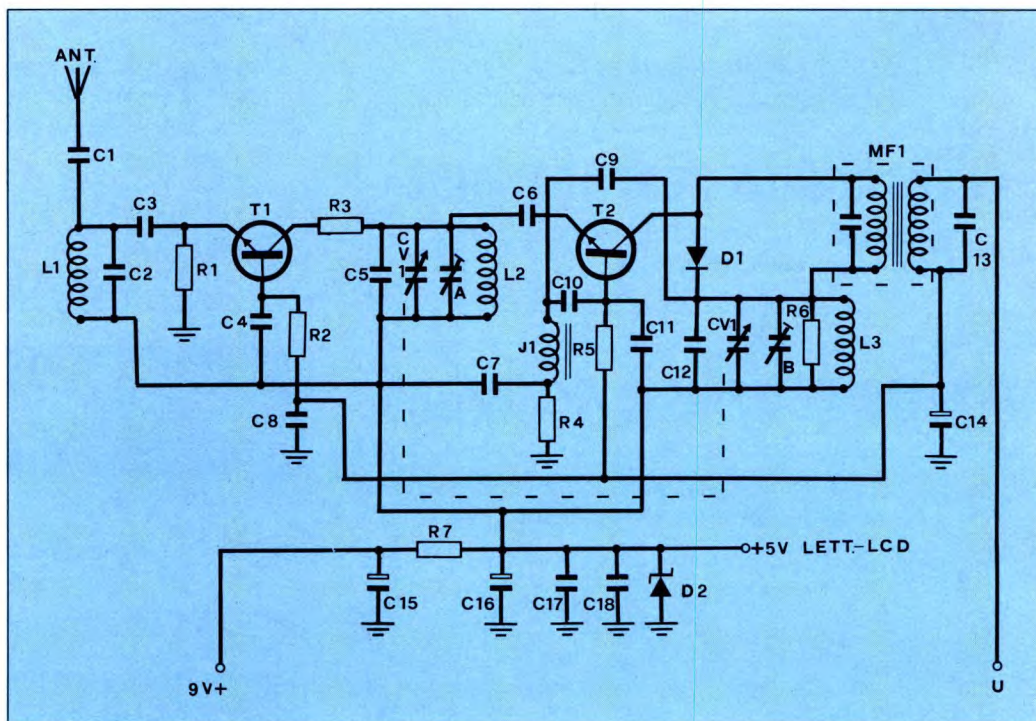 ANT.
C1
C3
T1
R3
C6
C9
T2
MF1
L1
C2
R1
C5
C
V
1
A
L2
D1
C
13
C4
R2
C10
J1
R5
C11
C12
CV1
B
R6
L3
C7
C8
R4
C14
R7
+5V LETT.-LCD
C15
C16
C17
C18
D2
9V+
U